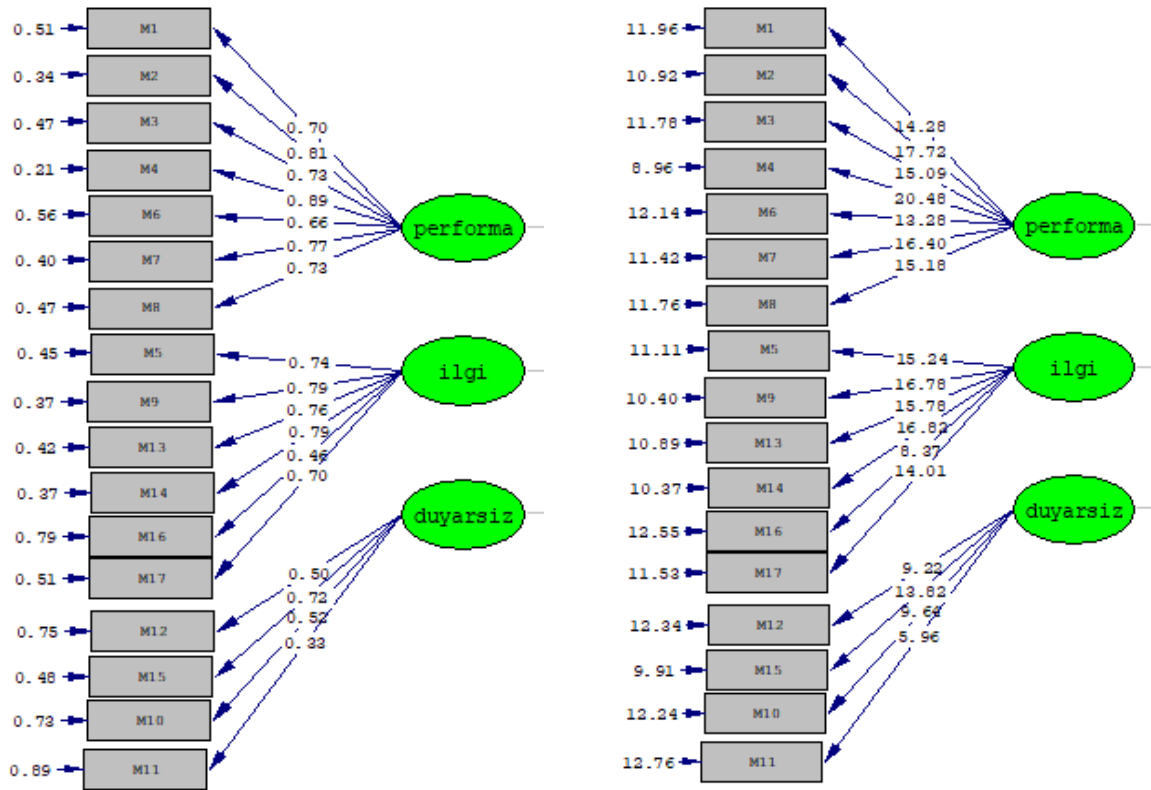 0.51 M1
0.34 M2
0.47 M3
0.21 M4
0.56 M6
0.40 M7
0.47 M8
0.45 M5
0.37 M9
0.42 M13
0.37 M14
0.79 M16
0.51 M17
0.75 M12
0.48 M15
0.73 M10
0.89 M11
0.70
0.81
0.73
0.89
0.66
0.77
0.73
0.74
0.79
0.76
0.79
0.46
0.70
0.50
0.72
0.52
0.33
performa
ilgi
duyarsiz
11.96 M1
10.92 M2
11.78 M3
8.96 M4
12.14 M6
11.42 M7
11.76 M8
11.11 M5
10.40 M9
10.89 M13
10.37 M14
12.55 M16
11.53 M17
12.34 M12
9.91 M15
12.24 M10
12.76 M11
14.28
17.72
15.09
20.48
13.28
16.40
15.18
15.24
16.78
15.78
16.82
8.37
14.01
9.22
13.82
9.64
5.96
performa
ilgi
duyarsiz